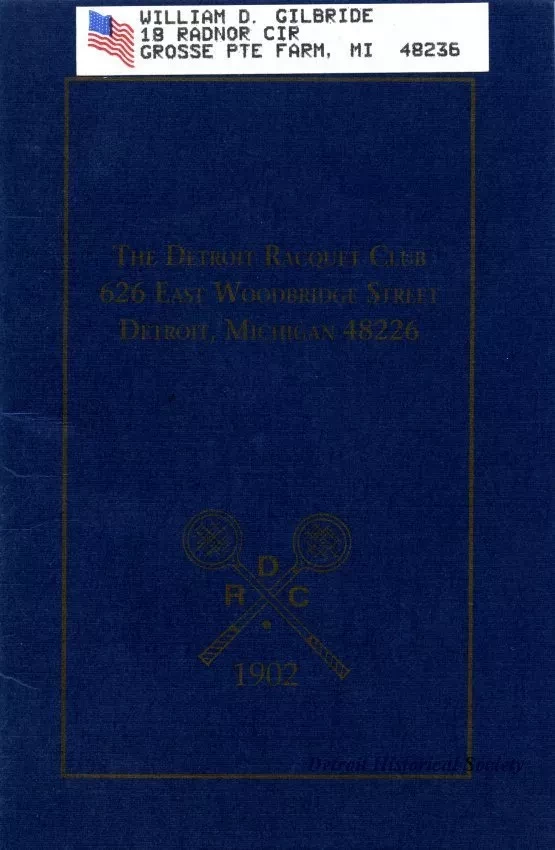 WILLIAM D. GILBRIDE
18 RADNOR CIR
GROSSE PTE FARM, MI 48236
THE DETROIT RACQUET CLUB
626 EAST WOODBRIDGE STREET
DETROIT, MICHIGAN 48226
D
R C
1902
Detroit Historical Society